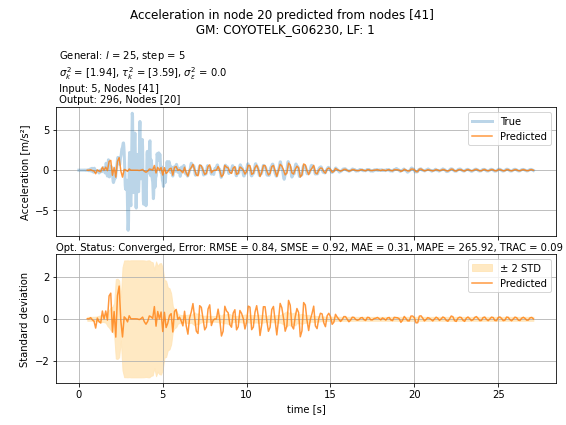 Acceleration in node 20 predicted from nodes [41]
GM: COYOTELK_G06230, LF: 1
General: l = 25, step = 5
σ_k² = [1.94], τ_k² = [3.59], σ_ε² = 0.0
Input: 5, Nodes [41]
Output: 296, Nodes [20]
Acceleration [m/s²]
5
0
−5
True
Predicted
Opt. Status: Converged, Error: RMSE = 0.84, SMSE = 0.92, MAE = 0.31, MAPE = 265.92, TRAC = 0.09
Standard deviation
2
0
−2
± 2 STD
Predicted
0 5 10 15 20 25
time [s]